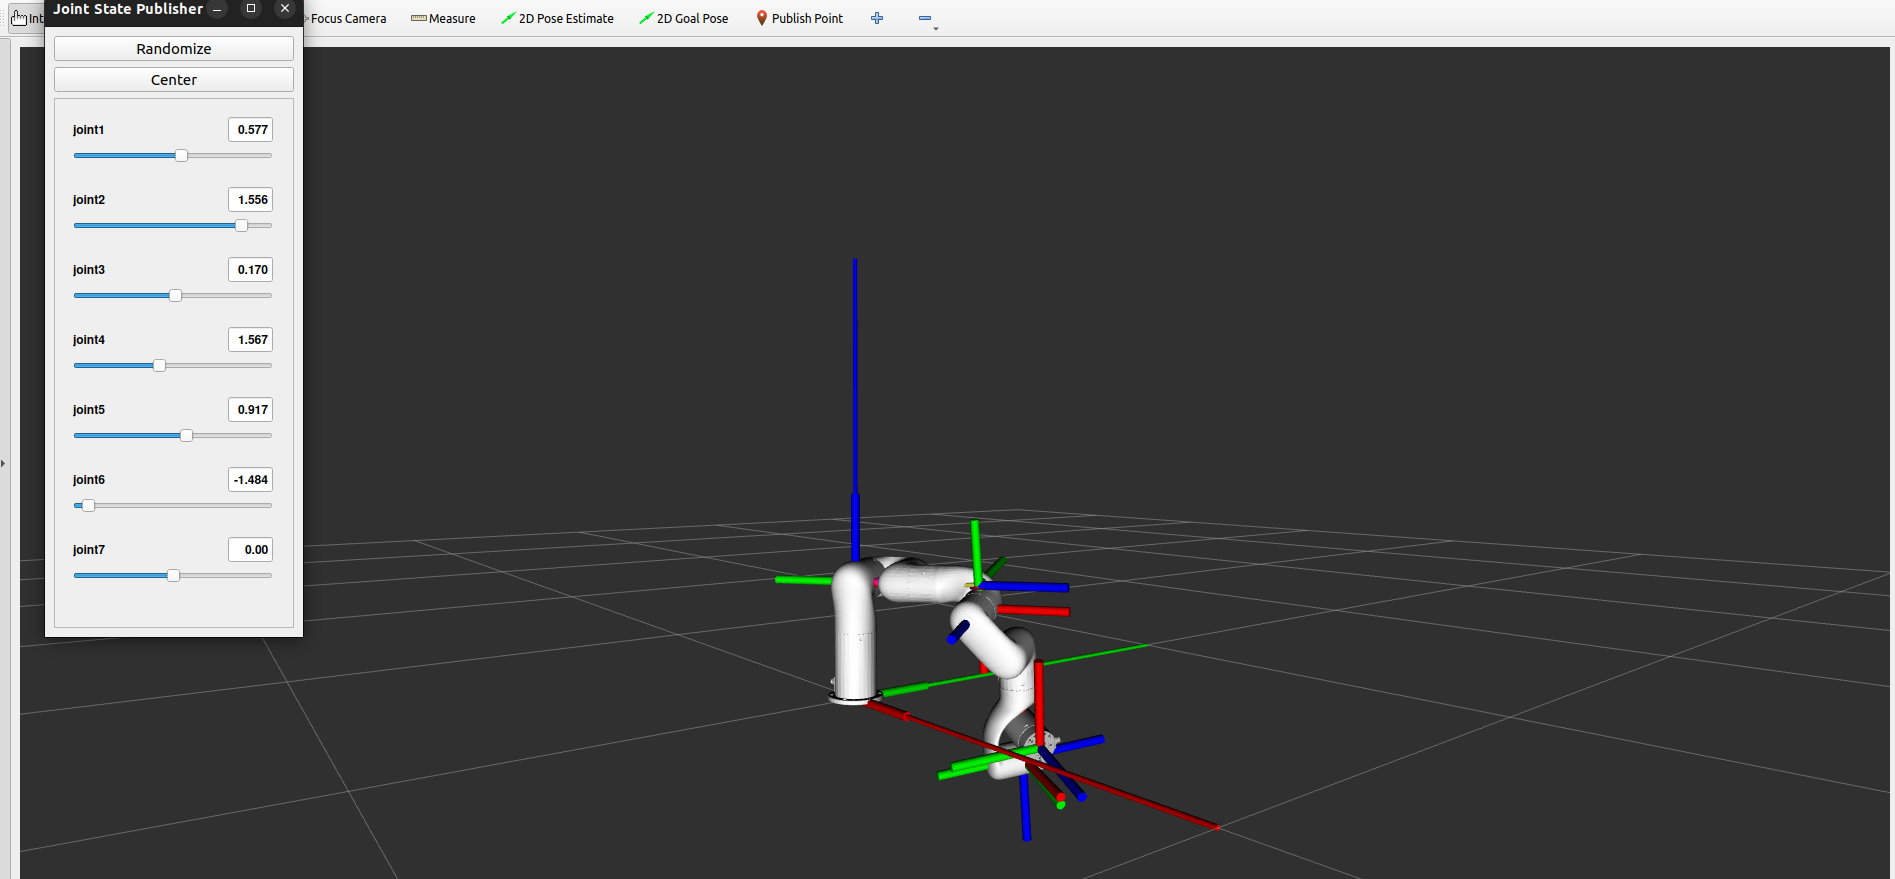 Joint State Publisher
Int
Focus Camera
Measure
2D Pose Estimate
2D Goal Pose
Publish Point
Randomize
Center
joint1 0.577
joint2 1.556
joint3 0.170
joint4 1.567
joint5 0.917
joint6 -1.484
joint7 0.00